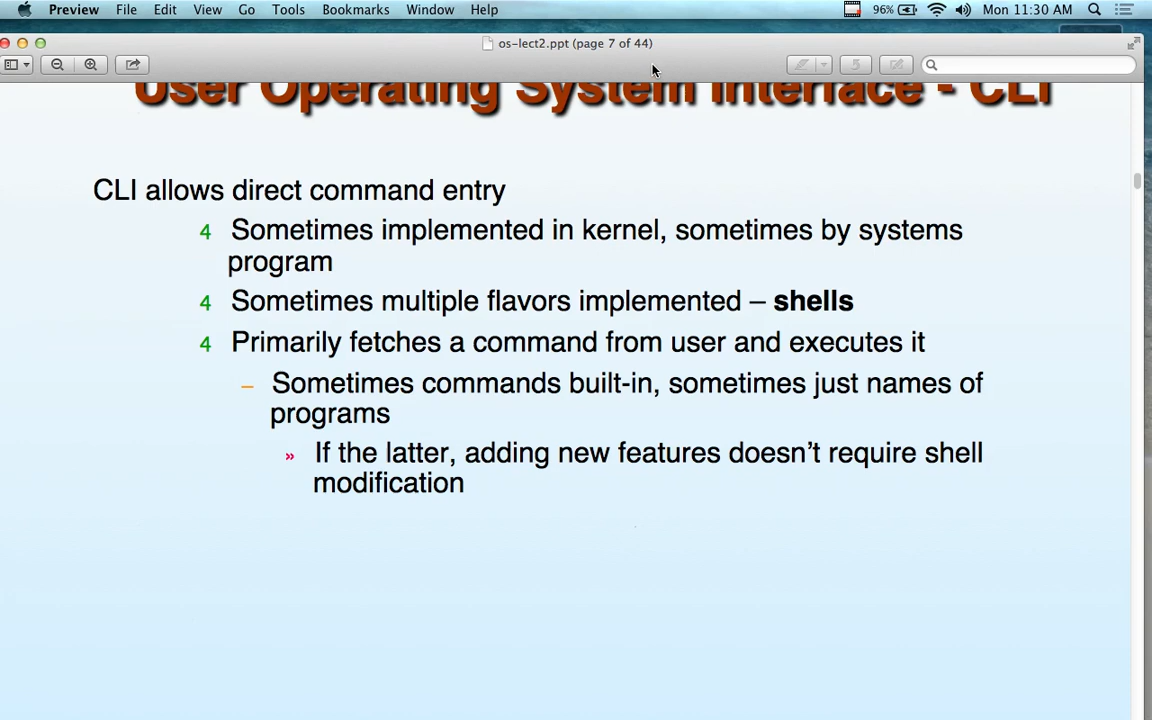 Preview File Edit View Go Tools Bookmarks Window Help 96% Mon 11:30 AM
os-lect2.ppt (page 7 of 44)
User Operating System Interface - CLI
CLI allows direct command entry
4 Sometimes implemented in kernel, sometimes by systems
program
4 Sometimes multiple flavors implemented – shells
4 Primarily fetches a command from user and executes it
– Sometimes commands built-in, sometimes just names of
programs
» If the latter, adding new features doesn’t require shell
modification